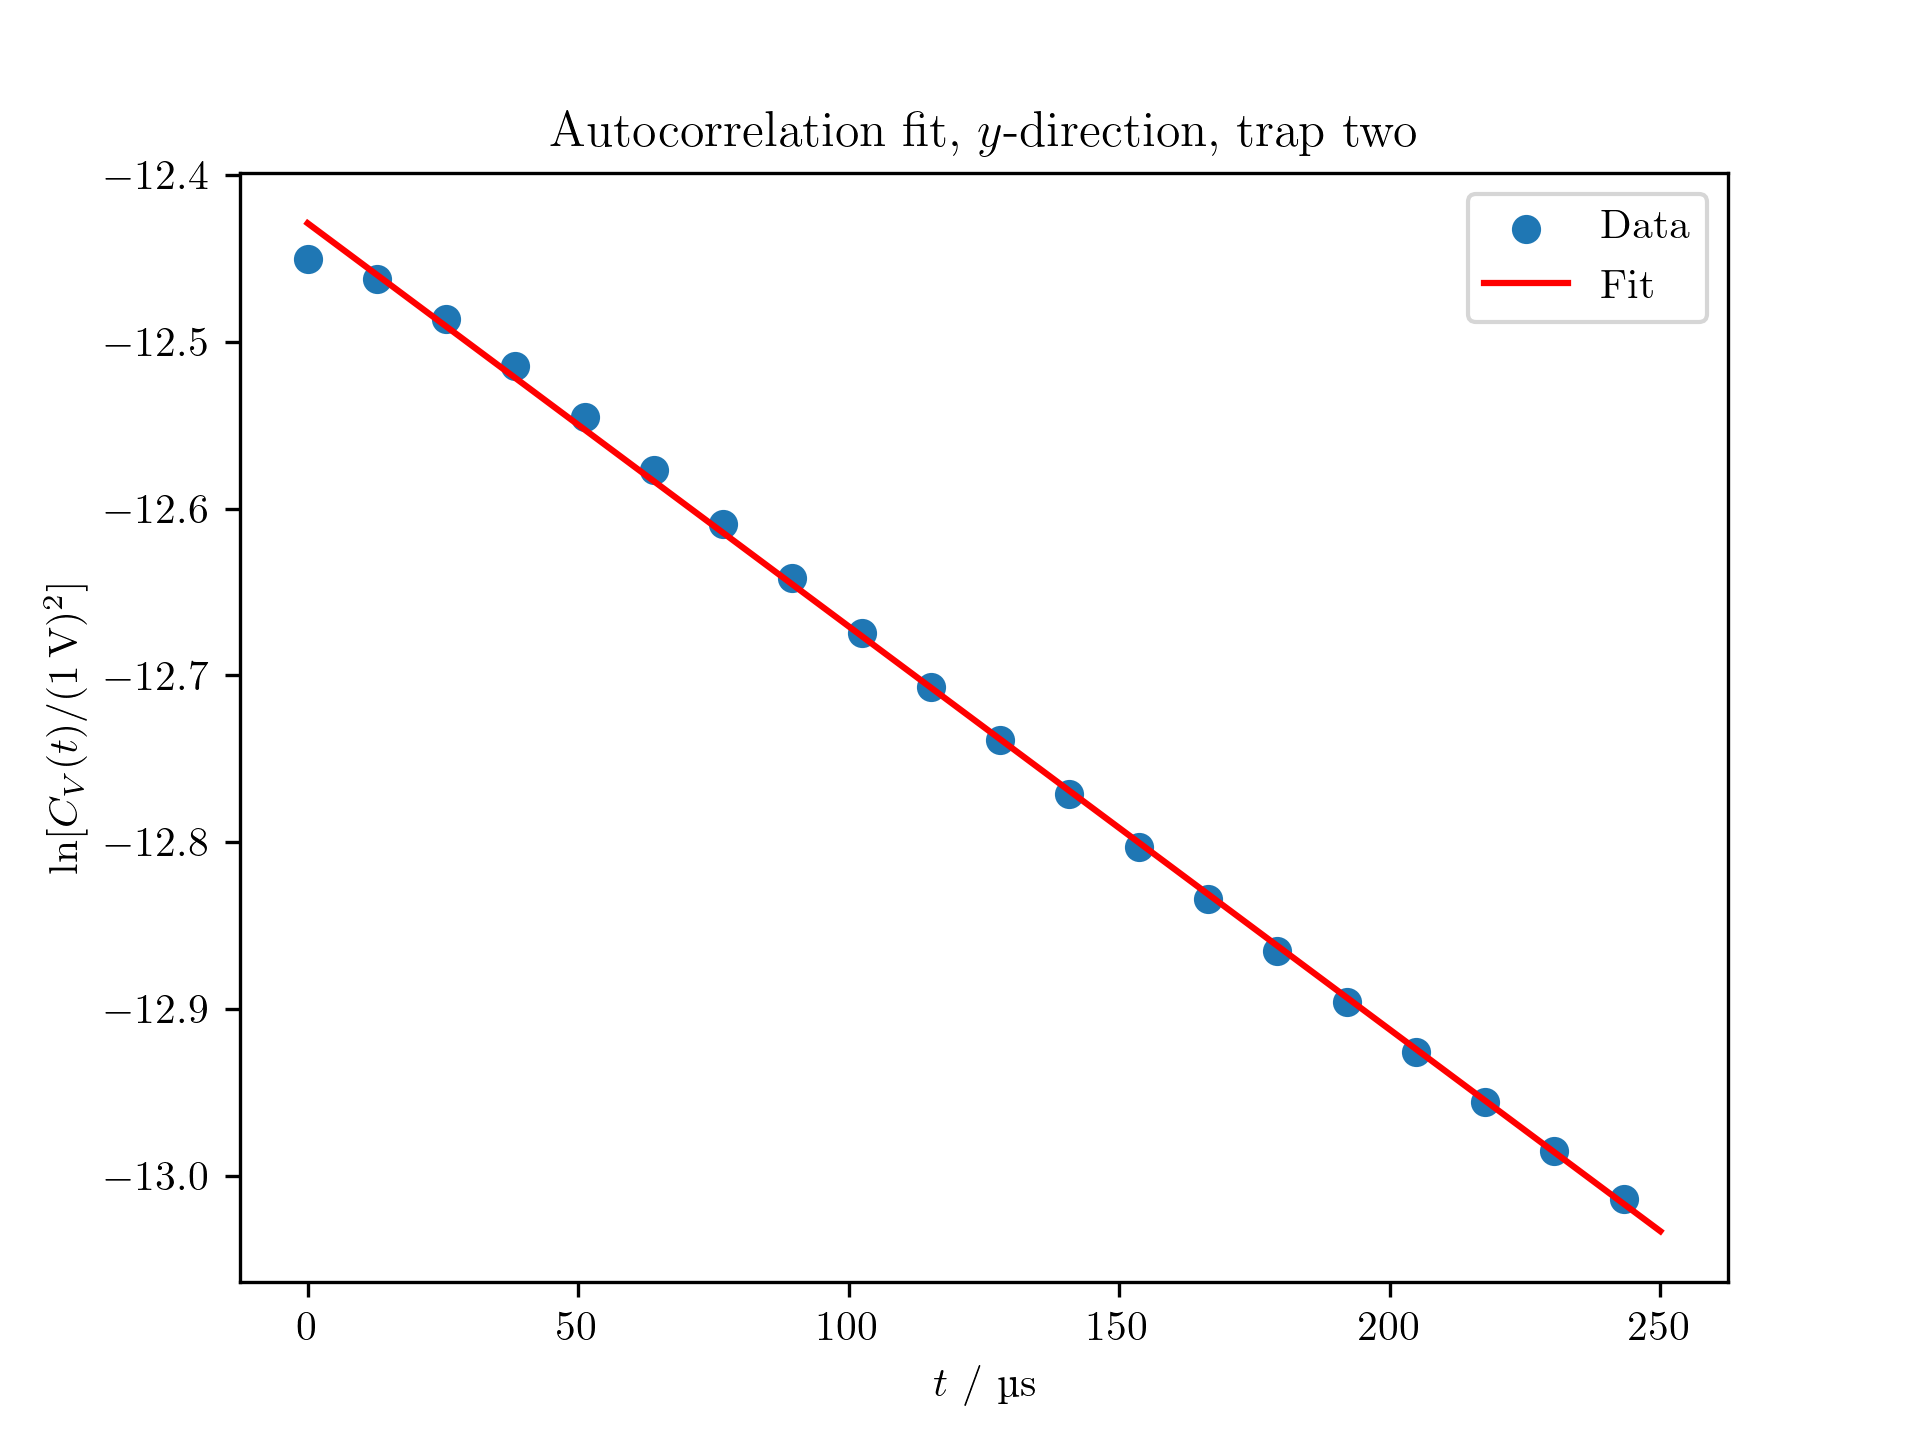 Autocorrelation fit, y-direction, trap two
Data
Fit
−12.4
−12.5
−12.6
−12.7
−12.8
−12.9
−13.0
ln[C_V(t)/(1 V)²]
0 50 100 150 200 250
t / µs